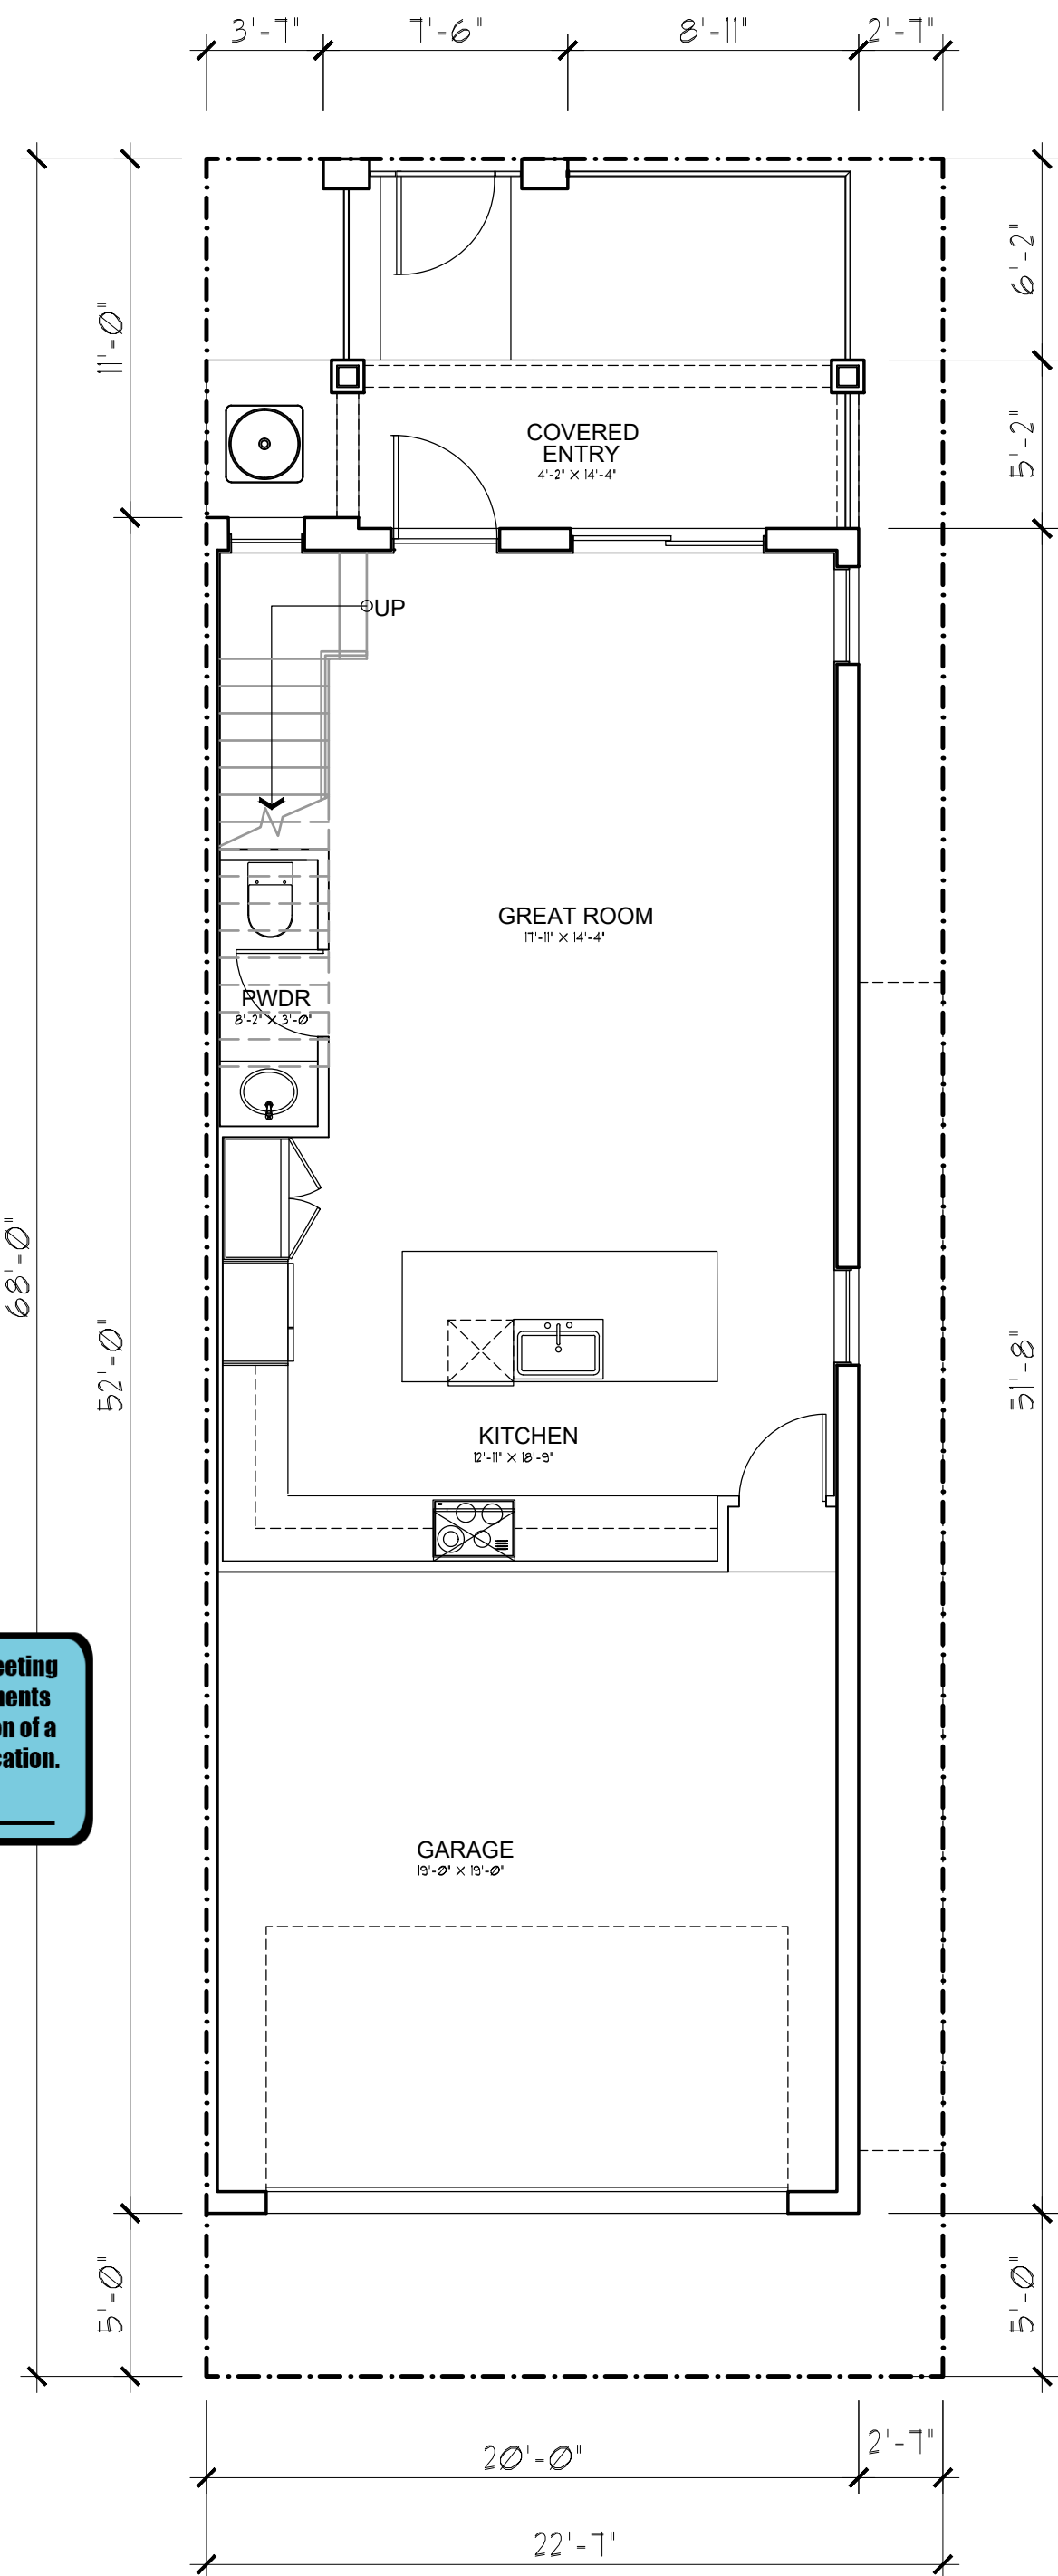 3'-7"
7'-6"
8'-11"
2'-7"
11'-0"
6'-2"
5'-2"
COVERED
ENTRY
4'-2" X 14'-4"
UP
GREAT ROOM
17'-11" X 14'-4"
PWDR
8'-2" X 3'-0"
68'-0"
52'-0"
51'-8"
KITCHEN
12'-11" X 18'-9"
of a
GARAGE
19'-0" X 19'-0"
5'-0"
5'-0"
20'-0"
2'-7"
22'-7"